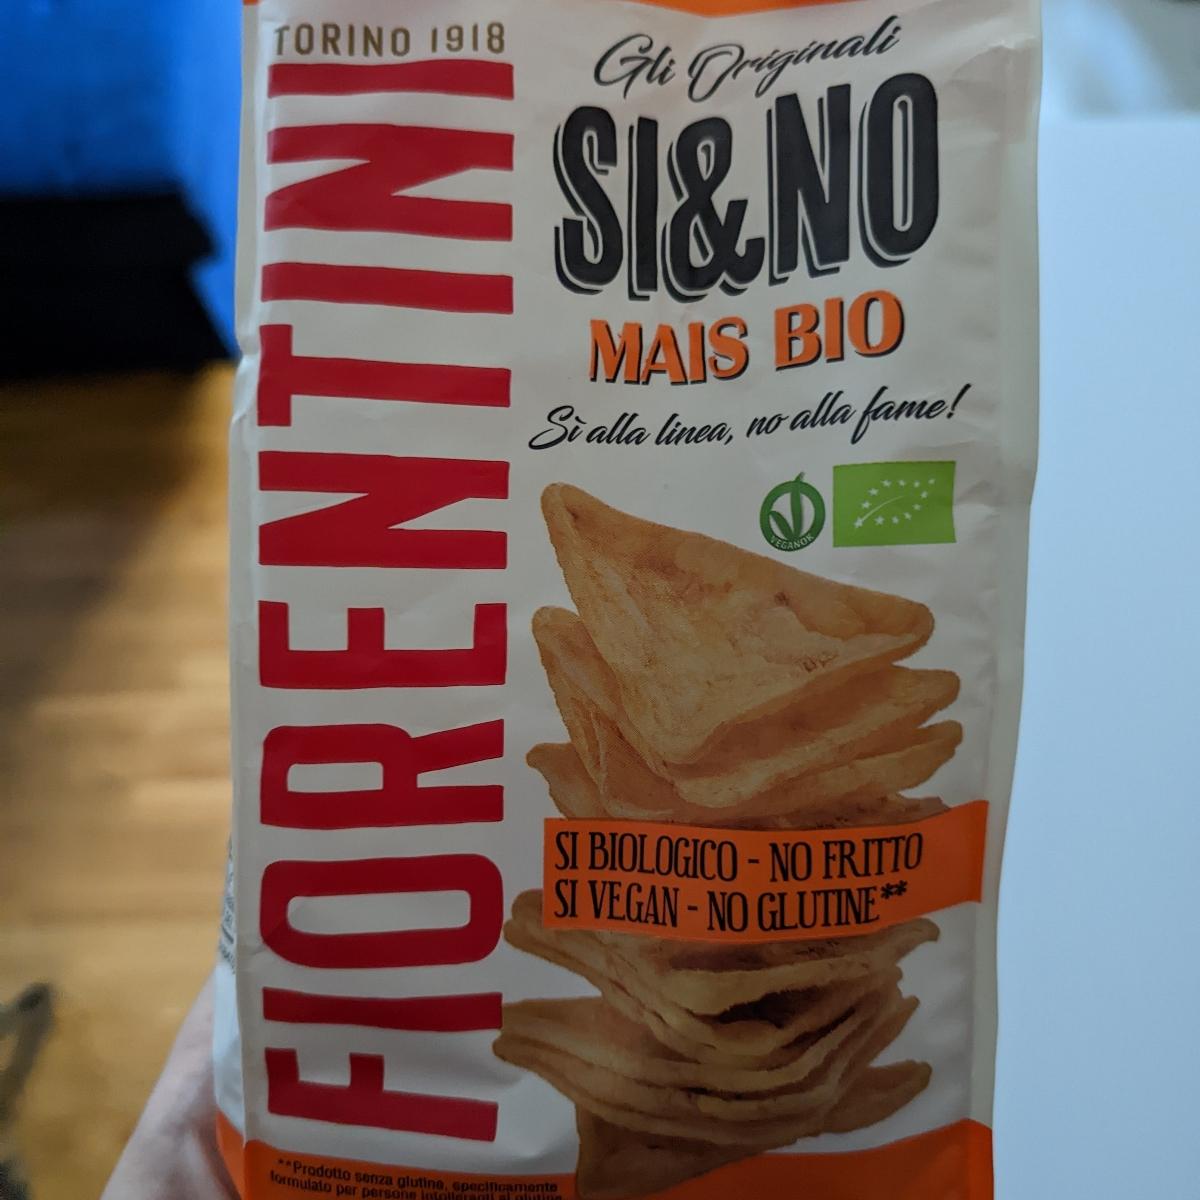 TORINO 1918
FIORENTINI
Gli Originali
SI&NO
MAIS BIO
Sì alla linea, no alla fame!
VEGANOK
SI BIOLOGICO - NO FRITTO
SI VEGAN - NO GLUTINE**
**Prodotto senza glutine, specificamente
formulato per persone intolleranti al glutine